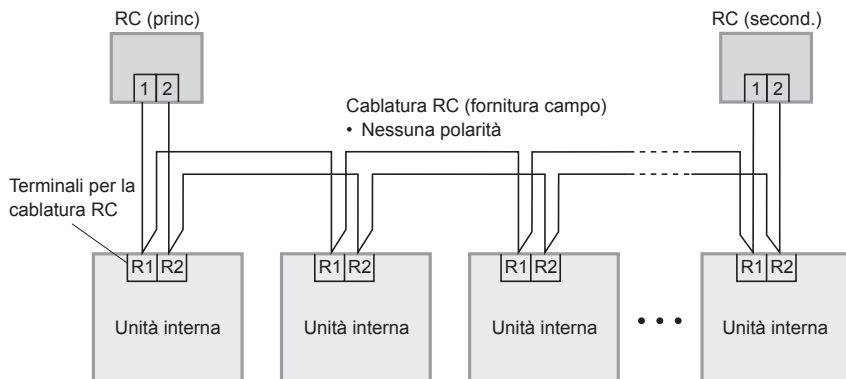 RC (princ)
RC (second.)
1 2
1 2
Cablatura RC (fornitura campo)
• Nessuna polarità
Terminali per la
cablatura RC
R1 R2
R1 R2
R1 R2
R1 R2
Unità interna
Unità interna
Unità interna
Unità interna